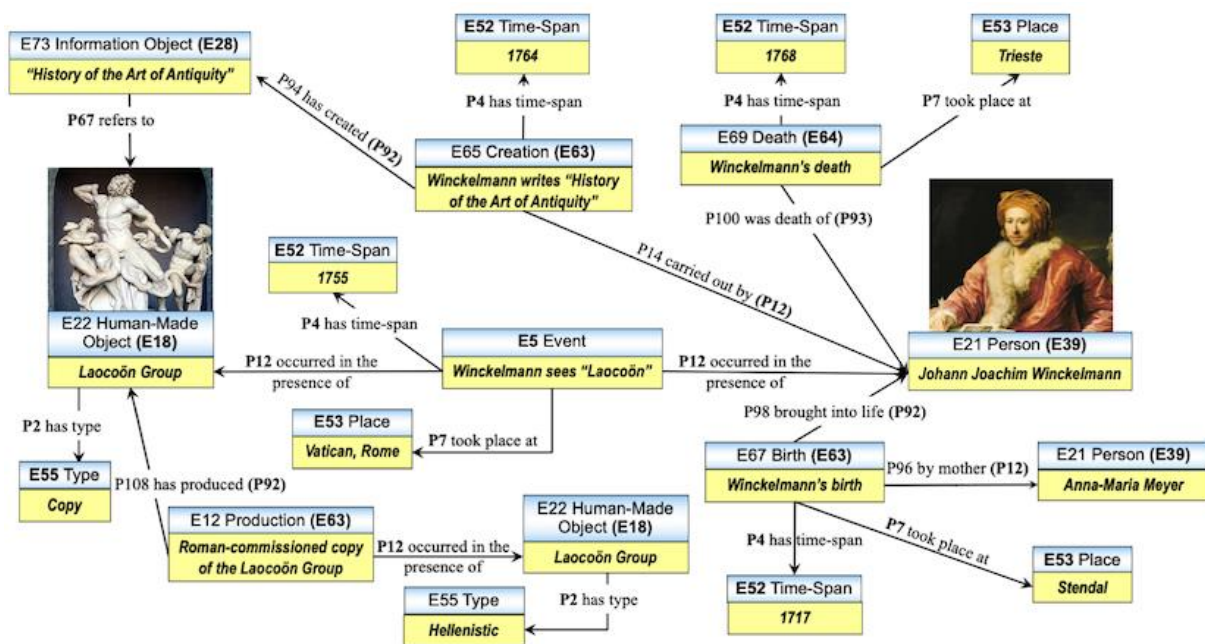 E73 Information Object (E28)
“History of the Art of Antiquity”
P67 refers to
P94 has created (P92)
E52 Time-Span
1764
P4 has time-span
E65 Creation (E63)
Winckelmann writes “History
of the Art of Antiquity”
E52 Time-Span
1768
P4 has time-span
E53 Place
Trieste
P7 took place at
E69 Death (E64)
Winckelmann’s death
P100 was death of (P93)
P14 carried out by (P12)
E52 Time-Span
1755
P4 has time-span
E22 Human-Made
Object (E18)
Laocoön Group
P12 occurred in the
presence of
E5 Event
Winckelmann sees “Laocoön”
P12 occurred in the
presence of
E21 Person (E39)
Johann Joachim Winckelmann
P2 has type
E55 Type
Copy
P108 has produced (P92)
E53 Place
Vatican, Rome
P7 took place at
P98 brought into life (P92)
E67 Birth (E63)
Winckelmann’s birth
P96 by mother (P12)
E21 Person (E39)
Anna-Maria Meyer
E12 Production (E63)
Roman-commissioned copy
of the Laocoön Group
P12 occurred in the
presence of
E22 Human-Made
Object (E18)
Laocoön Group
P2 has type
E55 Type
Hellenistic
P4 has time-span
E52 Time-Span
1717
P7 took place at
E53 Place
Stendal